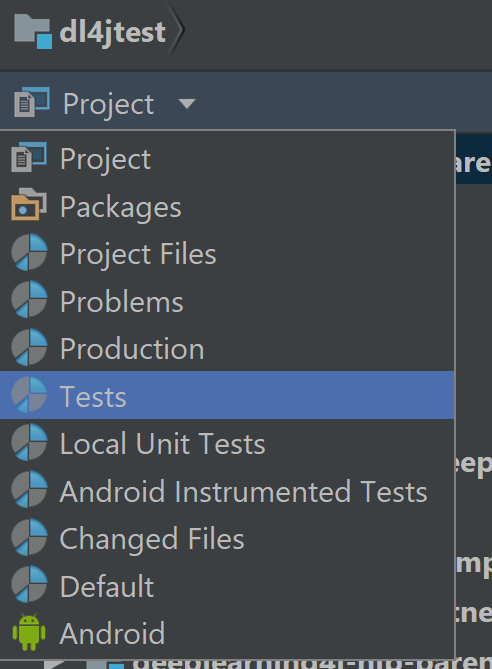 dl4jtest
Project
Project
Packages
Project Files
Problems
Production
Tests
Local Unit Tests
Android Instrumented Tests
Changed Files
Default
Android